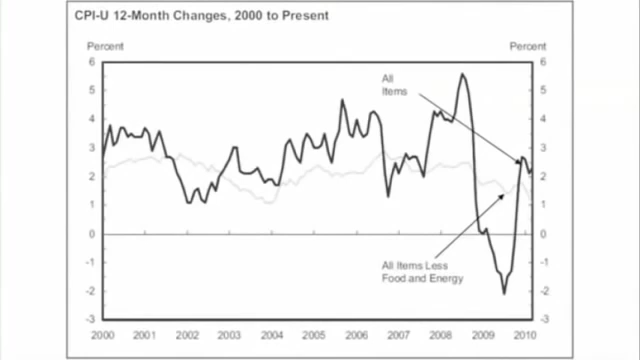 CPI-U 12-Month Changes, 2000 to Present
Percent Percent
6 6
All
Items
5 5
4 4
3 3
2 2
1 1
0 0
-1 -1
All Items Less
Food and Energy
-2 -2
-3 -3
2000 2001 2002 2003 2004 2005 2006 2007 2008 2009 2010